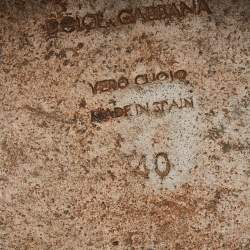 DOLCE & GABBANA
VERO CUOIO
MADE IN SPAIN
40